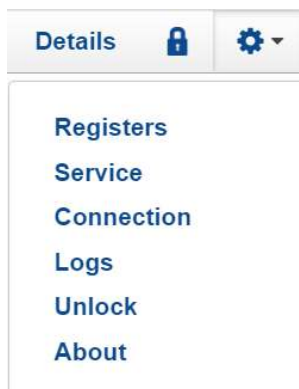 Details
Registers
Service
Connection
Logs
Unlock
About